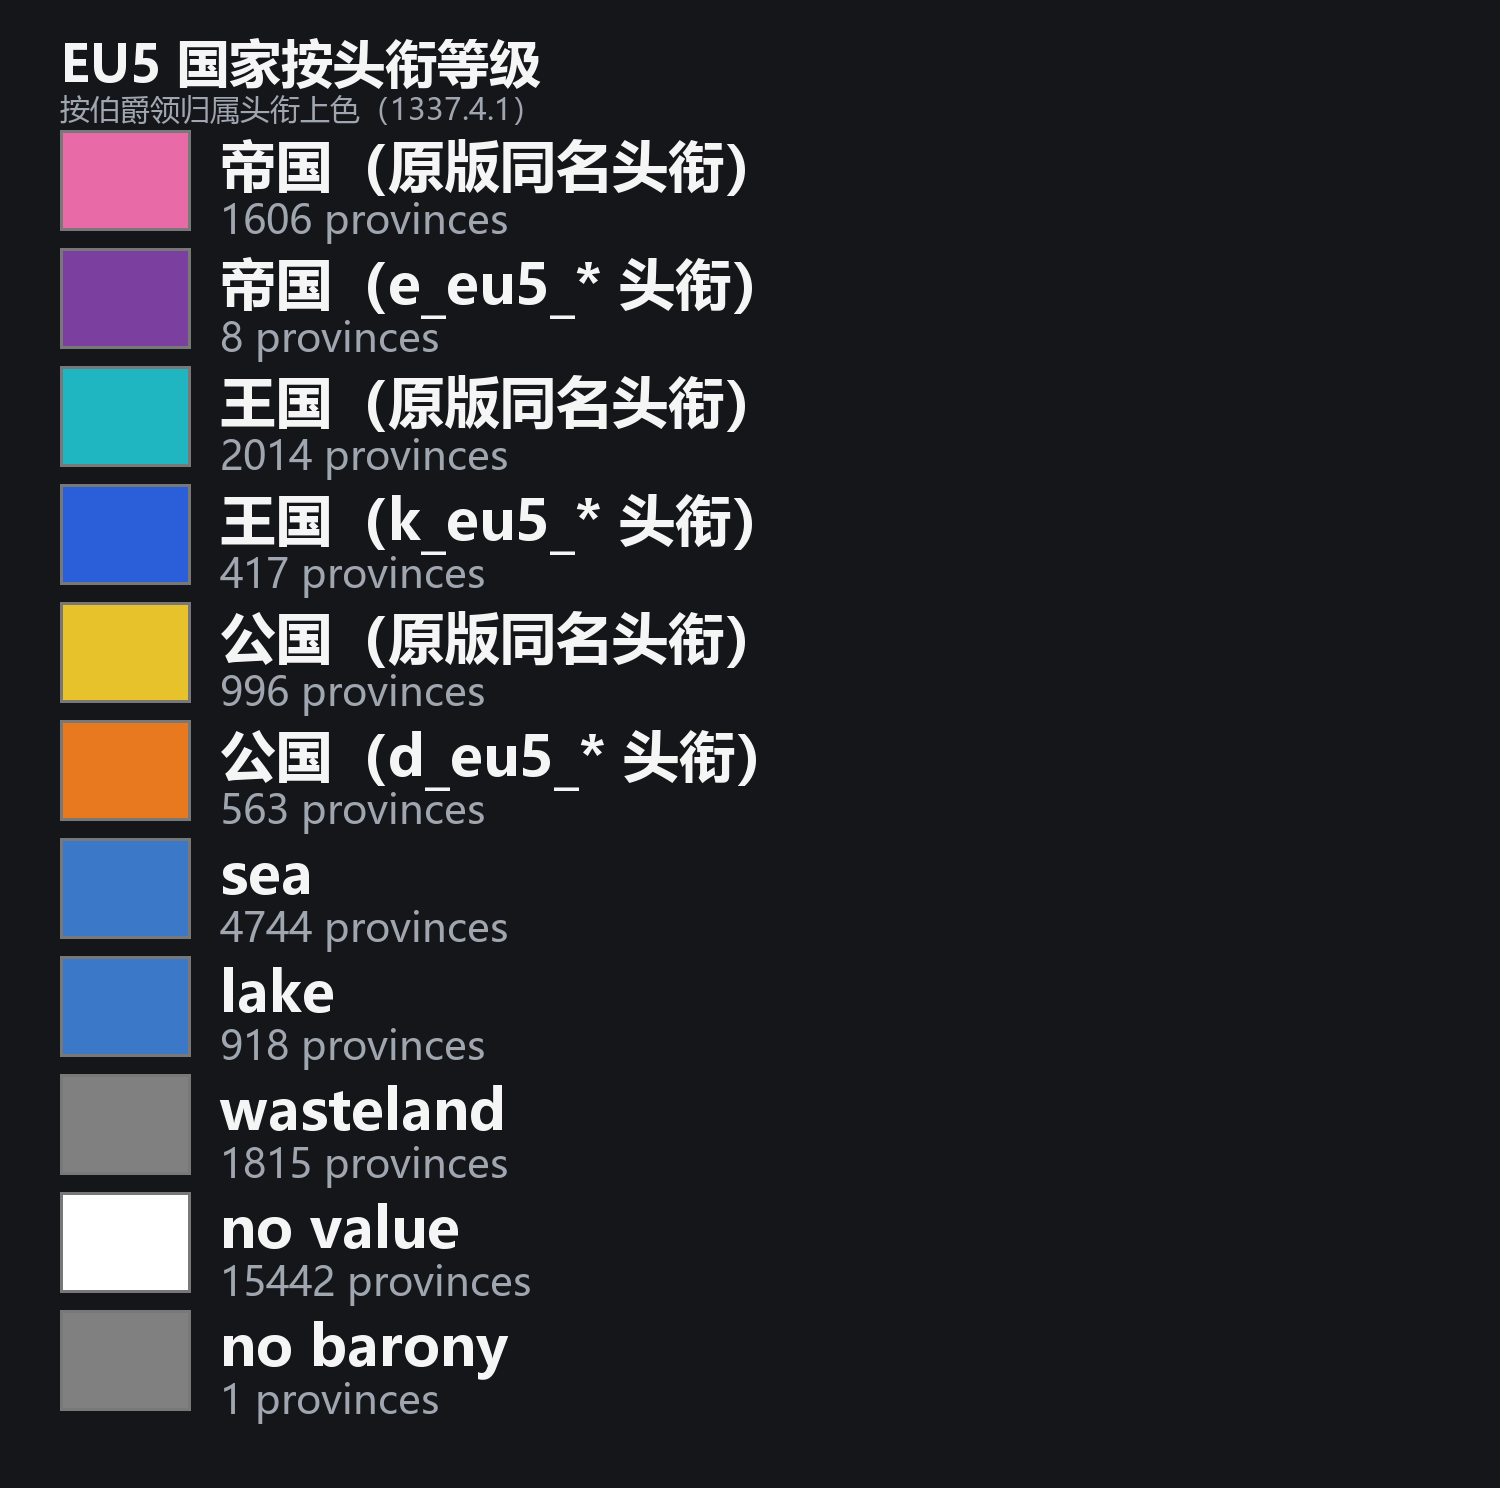 EU5 国家按头衔等级
按伯爵领归属头衔上色（1337.4.1）
帝国（原版同名头衔）
1606 provinces
帝国（e_eu5_* 头衔）
8 provinces
王国（原版同名头衔）
2014 provinces
王国（k_eu5_* 头衔）
417 provinces
公国（原版同名头衔）
996 provinces
公国（d_eu5_* 头衔）
563 provinces
sea
4744 provinces
lake
918 provinces
wasteland
1815 provinces
no value
15442 provinces
no barony
1 provinces